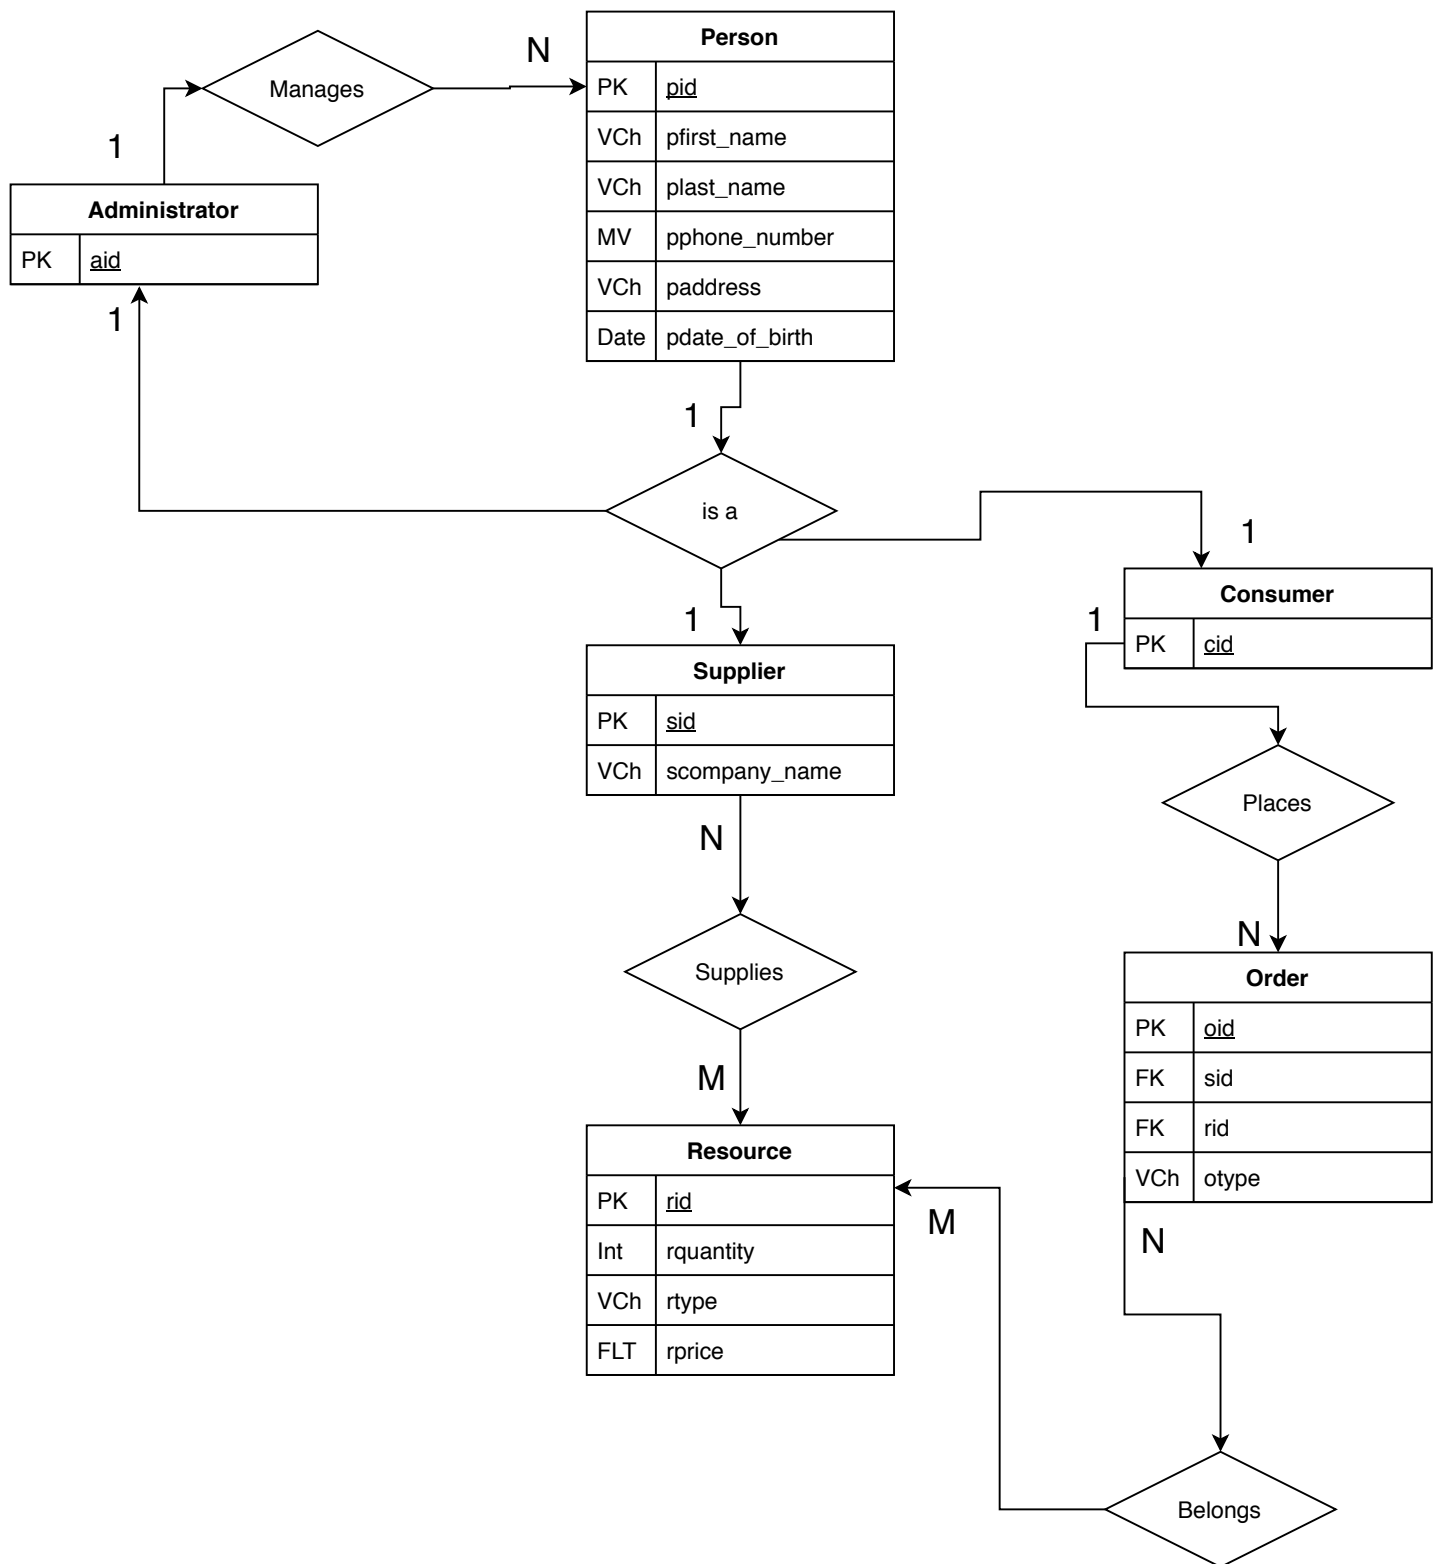 Person
N
Manages
PK pid
VCh pfirst_name
1
VCh plast_name
Administrator
MV pphone_number
PK aid
VCh paddress
1
Date pdate_of_birth
1
is a
1
Consumer
1
1
PK cid
Supplier
PK sid
VCh scompany_name
Places
N
N
Supplies
Order
PK oid
M
FK sid
FK rid
Resource
VCh otype
PK rid
M
N
Int rquantity
VCh rtype
FLT rprice
Belongs